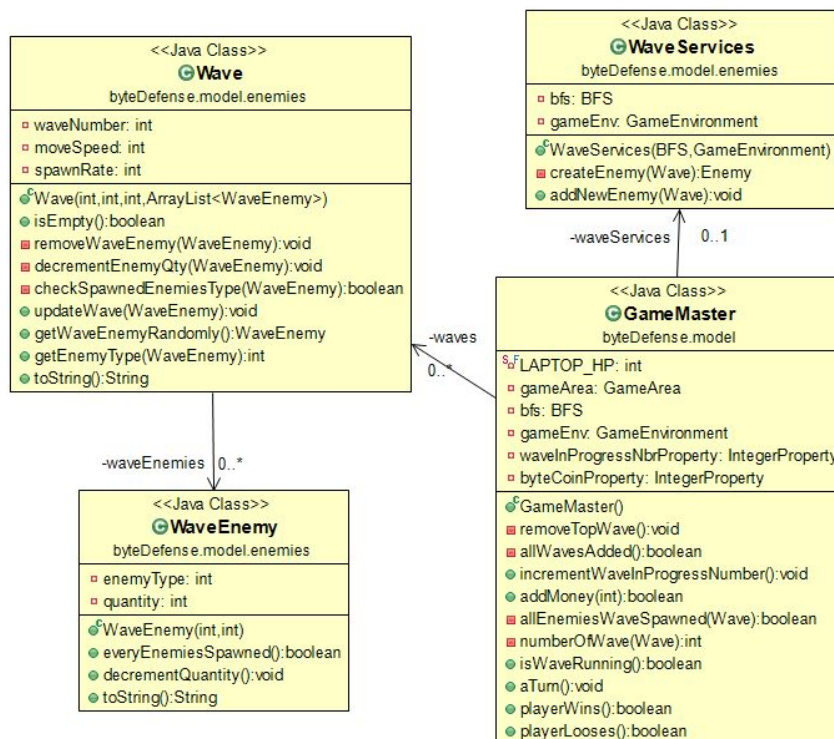 <<Java Class>>
Wave
byteDefense.model.enemies
waveNumber: int
moveSpeed: int
spawnRate: int
Wave(int,int,int,ArrayList<WaveEnemy>)
isEmpty():boolean
removeWaveEnemy(WaveEnemy):void
decrementEnemyQty(WaveEnemy):void
checkSpawnedEnemiesType(WaveEnemy):boolean
updateWave(WaveEnemy):void
getWaveEnemyRandomly():WaveEnemy
getEnemyType(WaveEnemy):int
toString():String
<<Java Class>>
WaveServices
byteDefense.model.enemies
bfs: BFS
gameEnv: GameEnvironment
WaveServices(BFS,GameEnvironment)
createEnemy(Wave):Enemy
addNewEnemy(Wave):void
-waveServices 0..1
-waves
0..*
-waveEnemies 0..*
<<Java Class>>
WaveEnemy
byteDefense.model.enemies
enemyType: int
quantity: int
WaveEnemy(int,int)
everyEnemiesSpawned():boolean
decrementQuantity():void
toString():String
<<Java Class>>
GameMaster
byteDefense.model
LAPTOP_HP: int
gameArea: GameArea
bfs: BFS
gameEnv: GameEnvironment
waveInProgressNbrProperty: IntegerProperty
byteCoinProperty: IntegerProperty
GameMaster()
removeTopWave():void
allWavesAdded():boolean
incrementWaveInProgressNumber():void
addMoney(int):boolean
allEnemiesWaveSpawned(Wave):boolean
numberOfWave(Wave):int
isWaveRunning():boolean
aTurn():void
playerWins():boolean
playerLooses():boolean